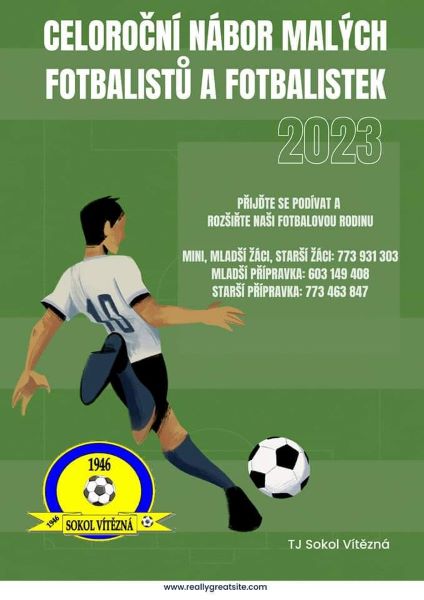 CELOROČNÍ NÁBOR MALÝCH
FOTBALISTŮ A FOTBALISTEK
2023
PŘIJĎTE SE PODÍVAT A
ROZŠIŘTE NAŠI FOTBALOVOU RODINU
MINI, MLADŠÍ ŽÁCI, STARŠÍ ŽÁCI: 773 931 303
MLADŠÍ PŘÍPRAVKA: 603 149 408
STARŠÍ PŘÍPRAVKA: 773 463 847
10
1946
1946
SOKOL VÍTĚZNÁ
TJ Sokol Vítězná
www.reallygreatsite.com